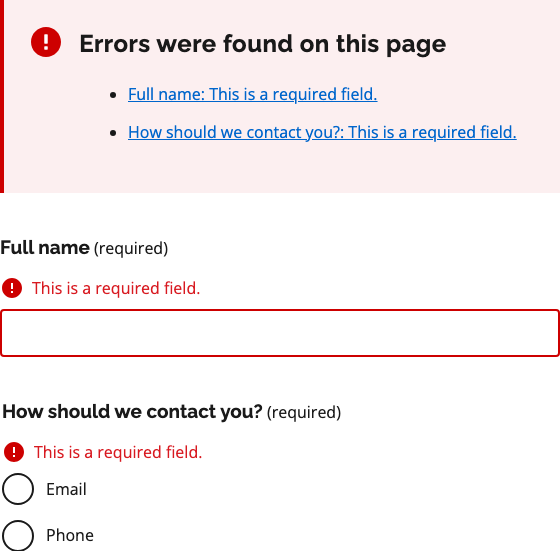 Errors were found on this page
Full name: This is a required field.
How should we contact you?: This is a required field.
Full name (required)
This is a required field.
How should we contact you? (required)
This is a required field.
Email
Phone